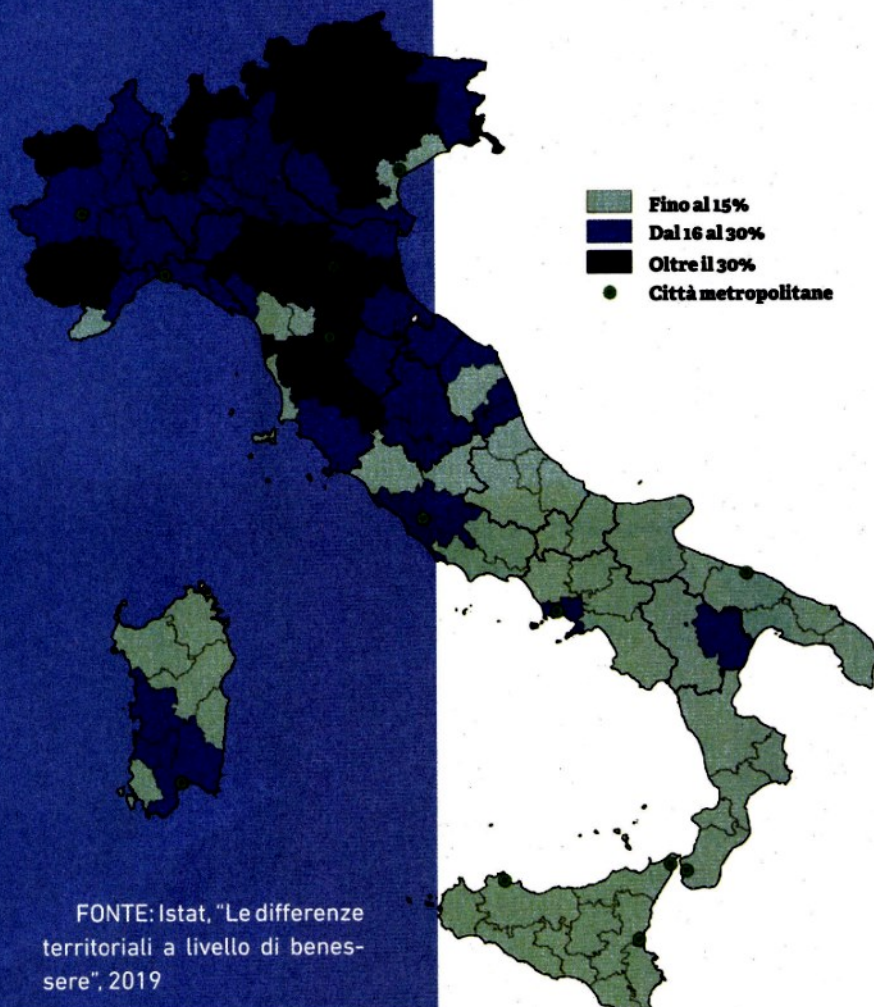 Fino al 15%
Dal 16 al 30%
Oltre il 30%
Città metropolitane
FONTE: Istat, "Le differenze
territoriali a livello di benes-
sere", 2019